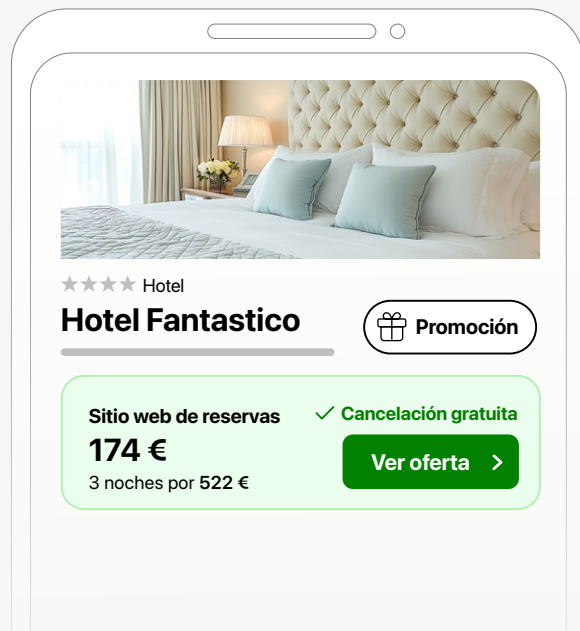 Hotel
Hotel Fantastico
Promoción
Sitio web de reservas
Cancelación gratuita
174 €
Ver oferta
3 noches por 522 €